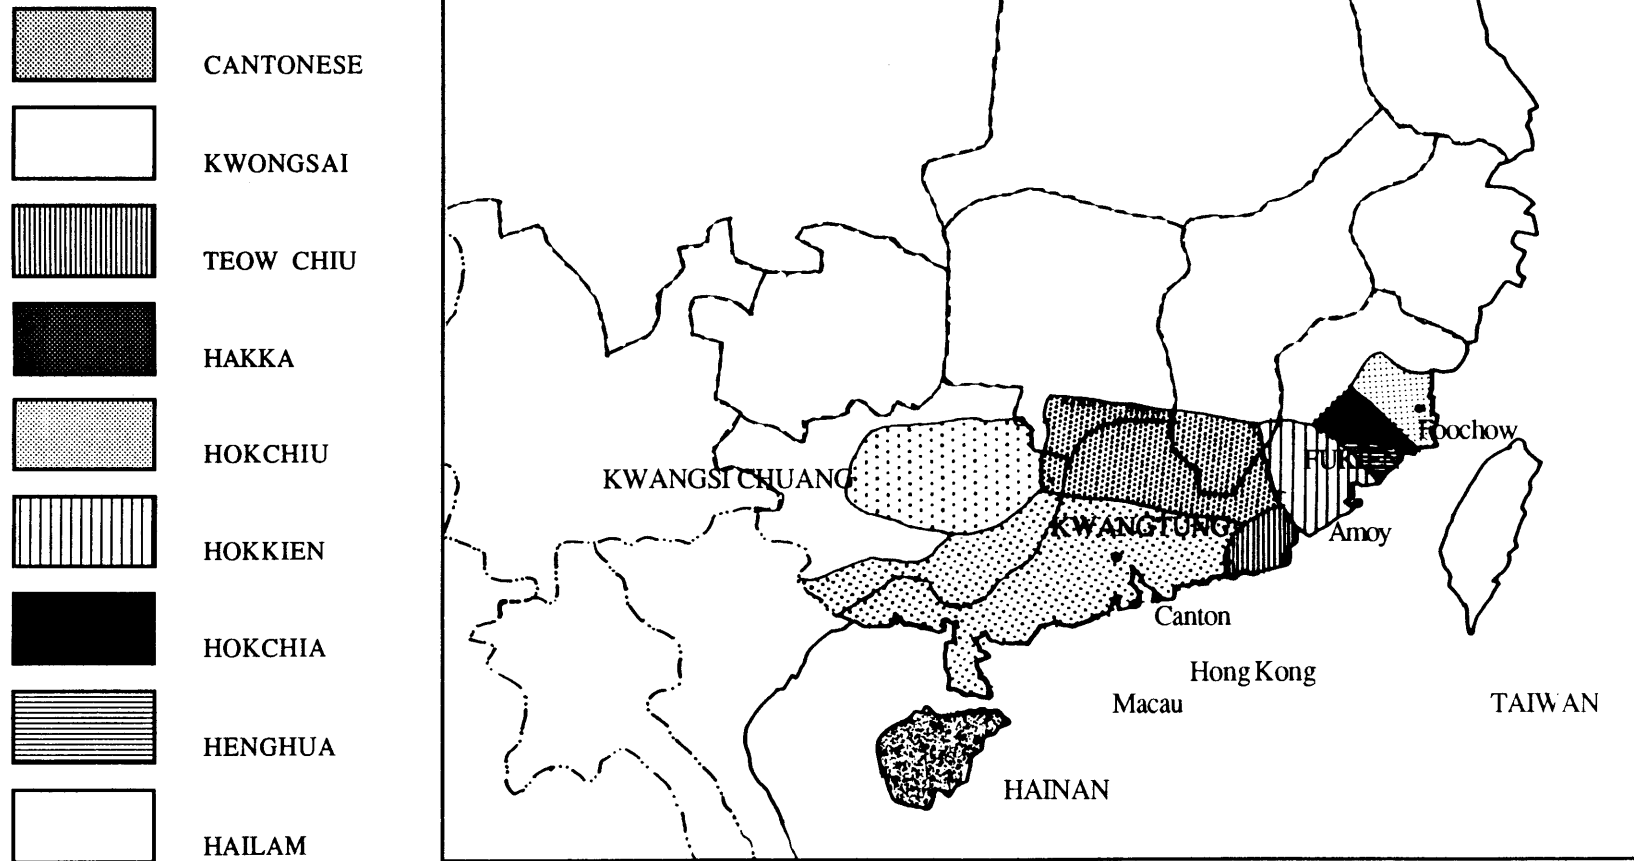 CANTONESE
KWONGSAI
TEOW CHIU
HAKKA
HOKCHIU
HOKKIEN
HOKCHIA
HENGHUA
HAILAM
Foochow
KWANGSI CHUANG
KWANGTUNG
Amoy
Canton
Hong Kong
Macau
TAIWAN
HAINAN